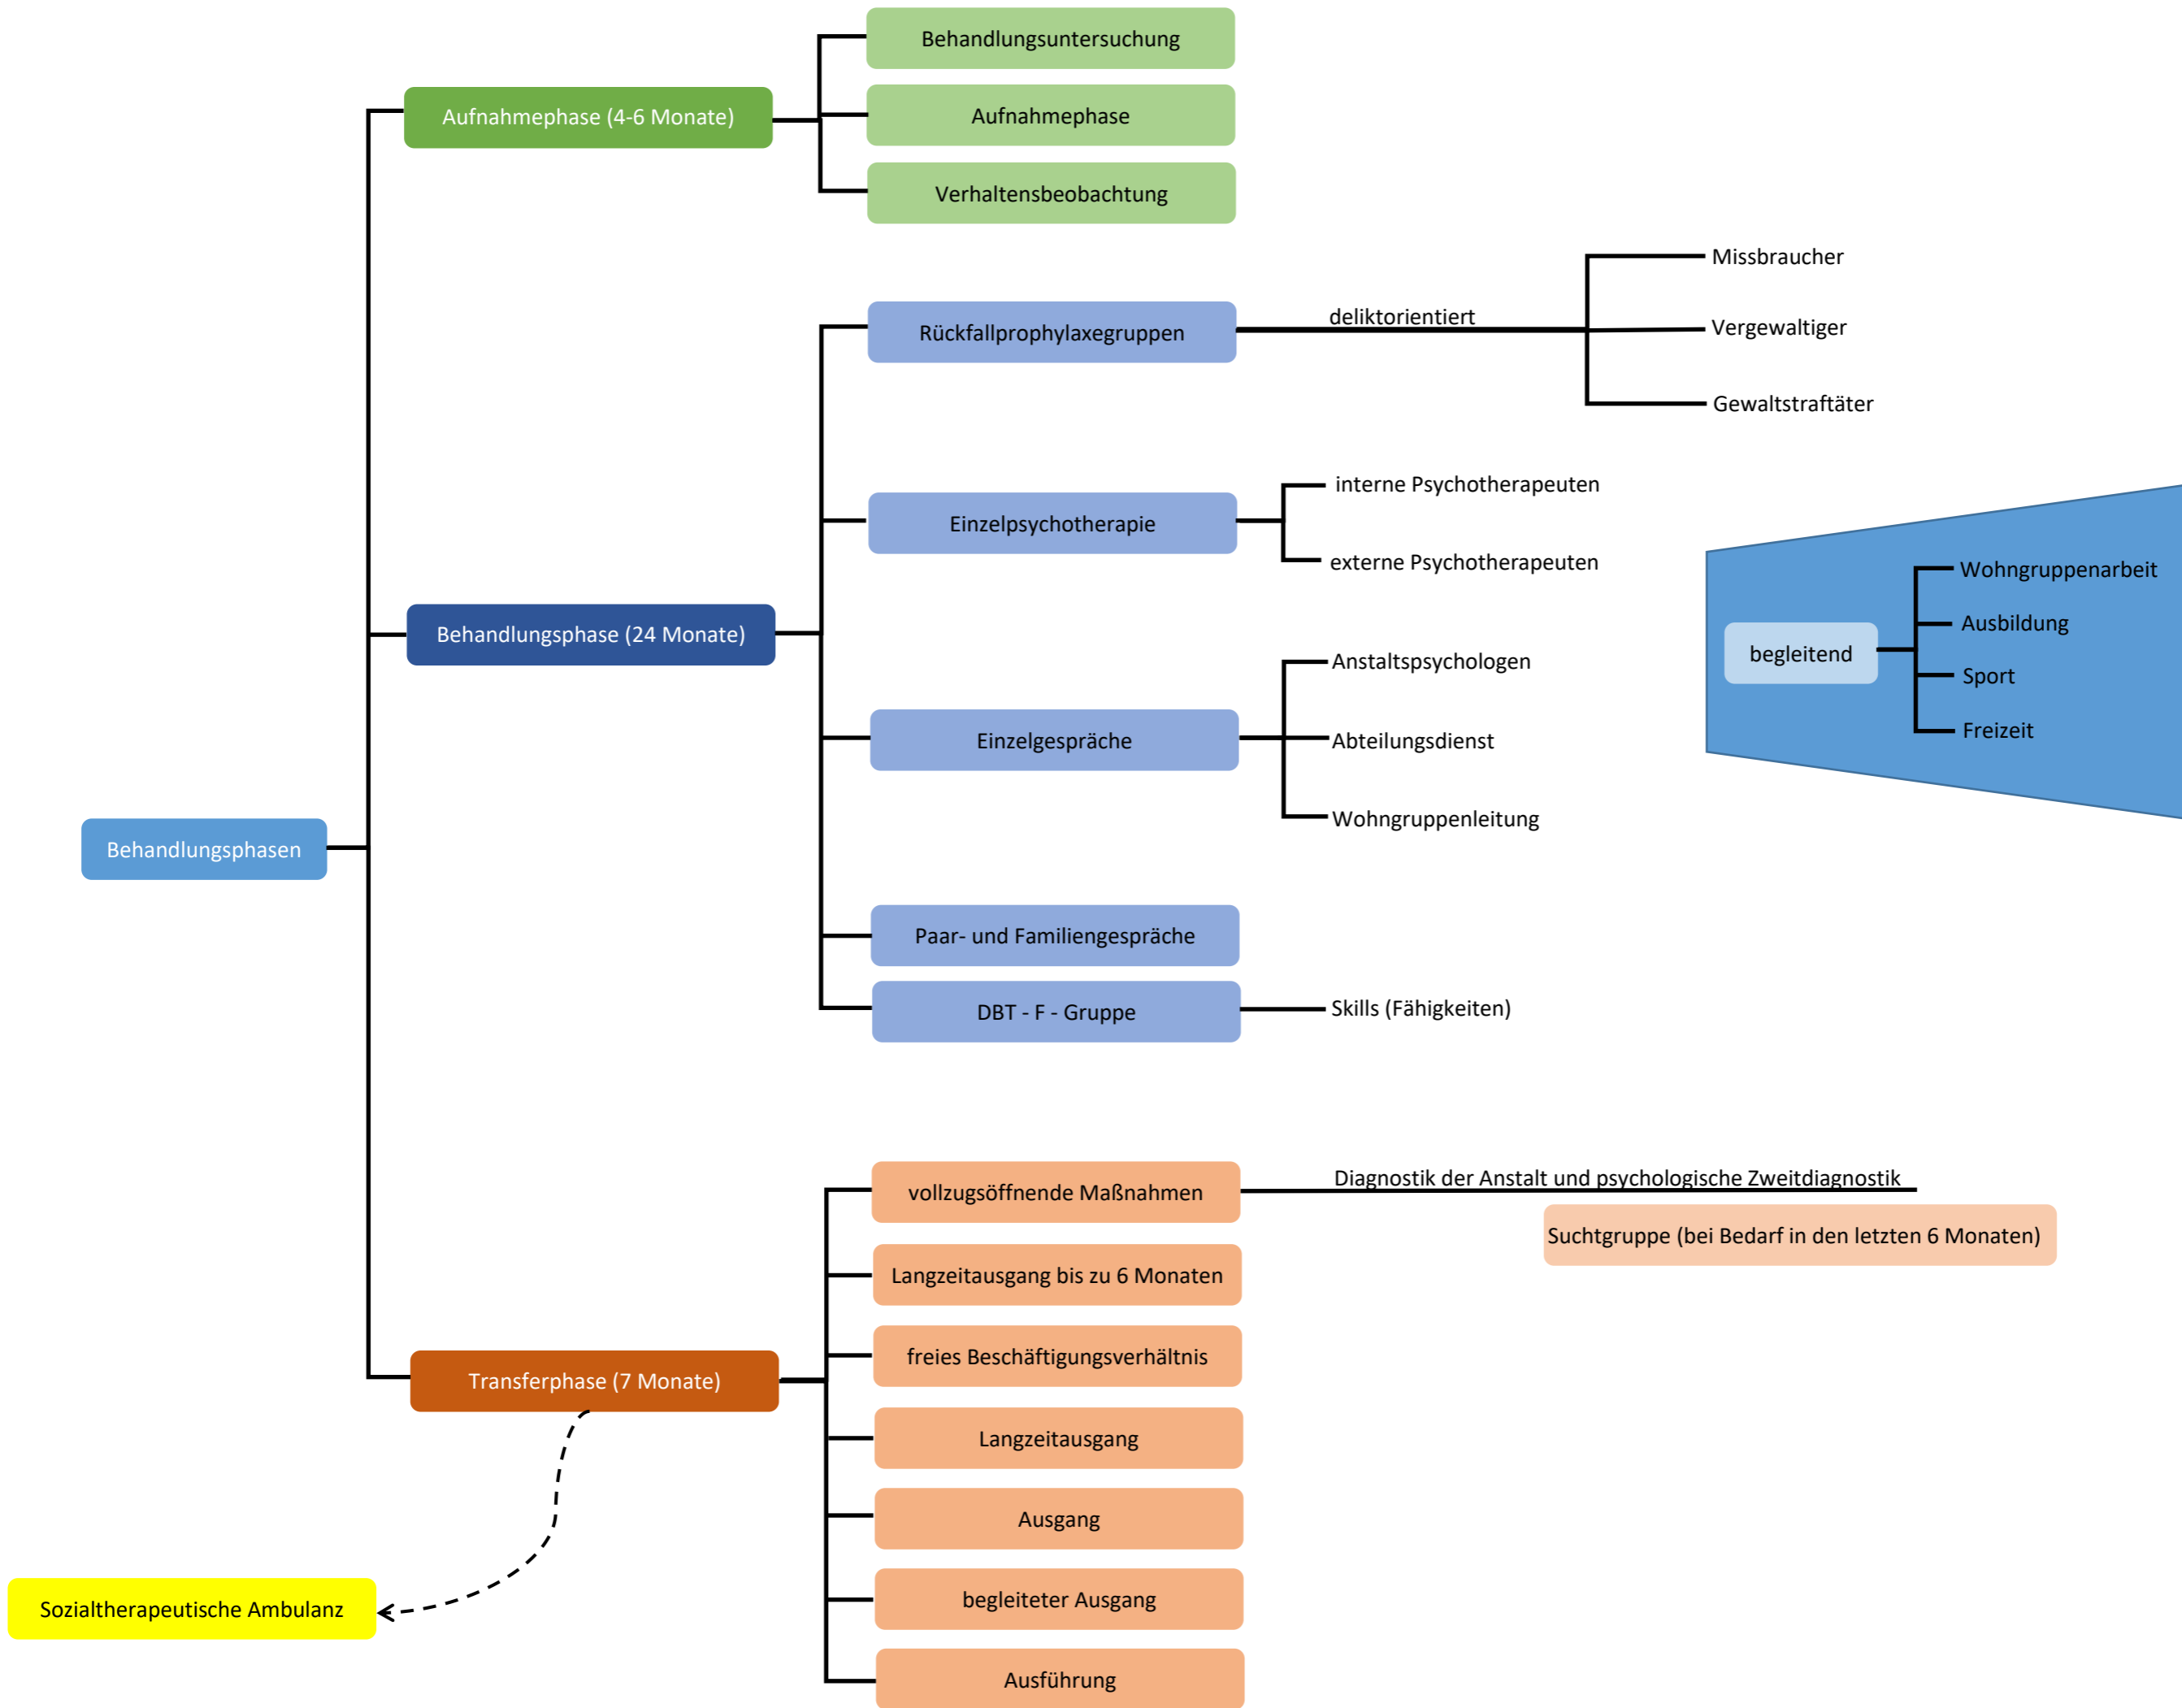 Behandlungsphasen
Aufnahmephase (4-6 Monate)
Behandlungsuntersuchung
Aufnahmephase
Verhaltensbeobachtung
Behandlungsphase (24 Monate)
Rückfallprophylaxegruppen
deliktorientiert
Missbraucher
Vergewaltiger
Gewaltstraftäter
Einzelpsychotherapie
interne Psychotherapeuten
externe Psychotherapeuten
Einzelgespräche
Anstaltspsychologen
Abteilungsdienst
Wohngruppenleitung
Paar- und Familiengespräche
DBT - F - Gruppe
Skills (Fähigkeiten)
begleitend
Wohngruppenarbeit
Ausbildung
Sport
Freizeit
Transferphase (7 Monate)
vollzugsöffnende Maßnahmen
Diagnostik der Anstalt und psychologische Zweitdiagnostik
Suchtgruppe (bei Bedarf in den letzten 6 Monaten)
Langzeitausgang bis zu 6 Monaten
freies Beschäftigungsverhältnis
Langzeitausgang
Ausgang
begleiteter Ausgang
Ausführung
Sozialtherapeutische Ambulanz